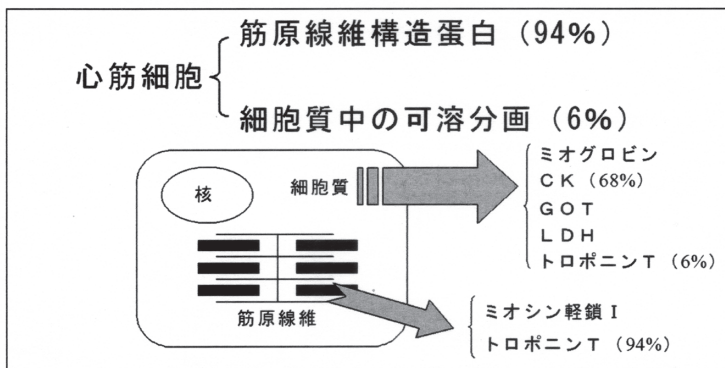 筋原線維構造蛋白（94%）
心筋細胞
細胞質中の可溶分画（6%）
核
細胞質
ミオグロビン
CK（68%）
GOT
LDH
トロポニンT（6%）
筋原線維
ミオシン軽鎖 I
トロポニンT（94%）